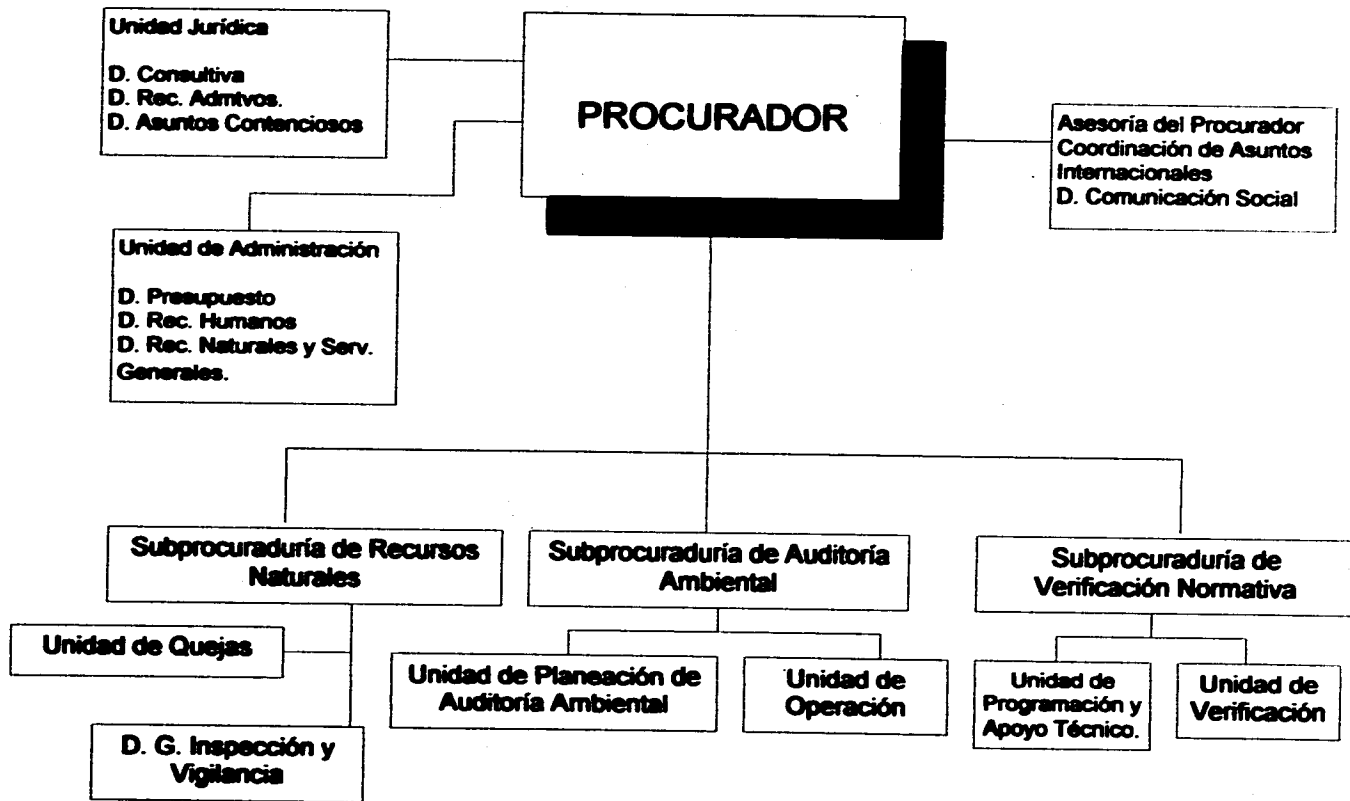 Unidad Jurídica
D. Consultiva
D. Rec. Admtvos.
D. Asuntos Contenciosos
PROCURADOR
Asesoría del Procurador
Coordinación de Asuntos
Internacionales
D. Comunicación Social
Unidad de Administración
D. Presupuesto
D. Rec. Humanos
D. Rec. Naturales y Serv.
Generales.
Subprocuraduría de Recursos
Naturales
Subprocuraduría de Auditoría
Ambiental
Subprocuraduría de
Verificación Normativa
Unidad de Quejas
D. G. Inspección y
Vigilancia
Unidad de Planeación de
Auditoría Ambiental
Unidad de
Operación
Unidad de
Programación y
Apoyo Técnico.
Unidad de
Verificación